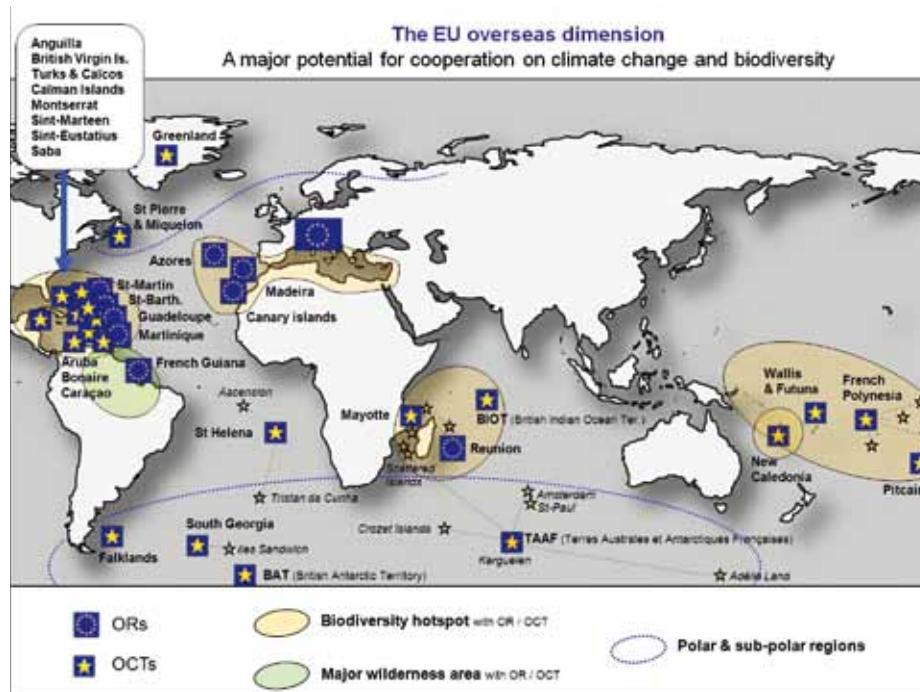 The EU overseas dimension
A major potential for cooperation on climate change and biodiversity
Anguilla
British Virgin Is.
Turks & Caicos
Caiman Islands
Montserrat
Sint-Marteen
Sint-Eustatius
Saba
Greenland
St Pierre
& Miquelon
Azores
Madeira
Canary islands
St-Martin
St-Barth.
Guadeloupe
Martinique
French Guiana
Aruba
Bonaire
Caraçao
Ascension
St Helena
Tristan da Cunha
Mayotte
BIOT (British Indian Ocean Ter.)
Reunion
Scattered
Islands
Wallis
& Futuna
French
Polynesia
New
Caledonia
Pitcairn
Amsterdam
St-Paul
Crozet Islands
TAAF (Terres Australes et Antarctiques Françaises)
Kerguelen
Adélie Land
South Georgia
Iles Sandwich
Falklands
BAT (British Antarctic Territory)
ORs
OCTs
Biodiversity hotspot with OR / OCT
Major wilderness area with OR / OCT
Polar & sub-polar regions